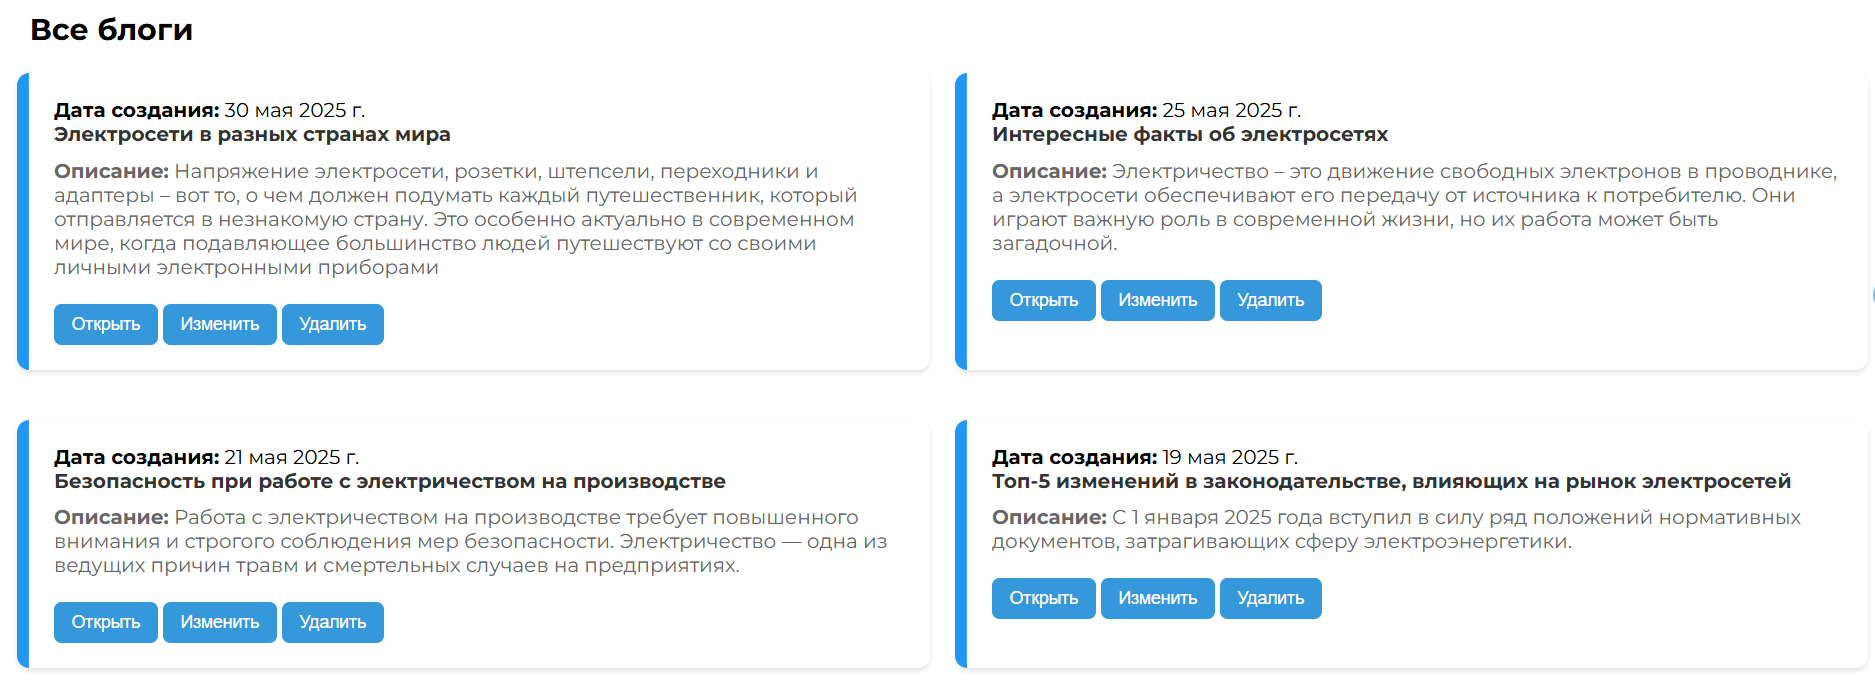 Все блоги
Дата создания: 30 мая 2025 г.
Электросети в разных странах мира
Описание: Напряжение электросети, розетки, штепсели, переходники и
адаптеры – вот то, о чем должен подумать каждый путешественник, который
отправляется в незнакомую страну. Это особенно актуально в современном
мире, когда подавляющее большинство людей путешествуют со своими
личными электронными приборами
Открыть Изменить Удалить
Дата создания: 25 мая 2025 г.
Интересные факты об электросетях
Описание: Электричество – это движение свободных электронов в проводнике,
а электросети обеспечивают его передачу от источника к потребителю. Они
играют важную роль в современной жизни, но их работа может быть
загадочной.
Открыть Изменить Удалить
Дата создания: 21 мая 2025 г.
Безопасность при работе с электричеством на производстве
Описание: Работа с электричеством на производстве требует повышенного
внимания и строгого соблюдения мер безопасности. Электричество — одна из
ведущих причин травм и смертельных случаев на предприятиях.
Открыть Изменить Удалить
Дата создания: 19 мая 2025 г.
Топ-5 изменений в законодательстве, влияющих на рынок электросетей
Описание: С 1 января 2025 года вступил в силу ряд положений нормативных
документов, затрагивающих сферу электроэнергетики.
Открыть Изменить Удалить